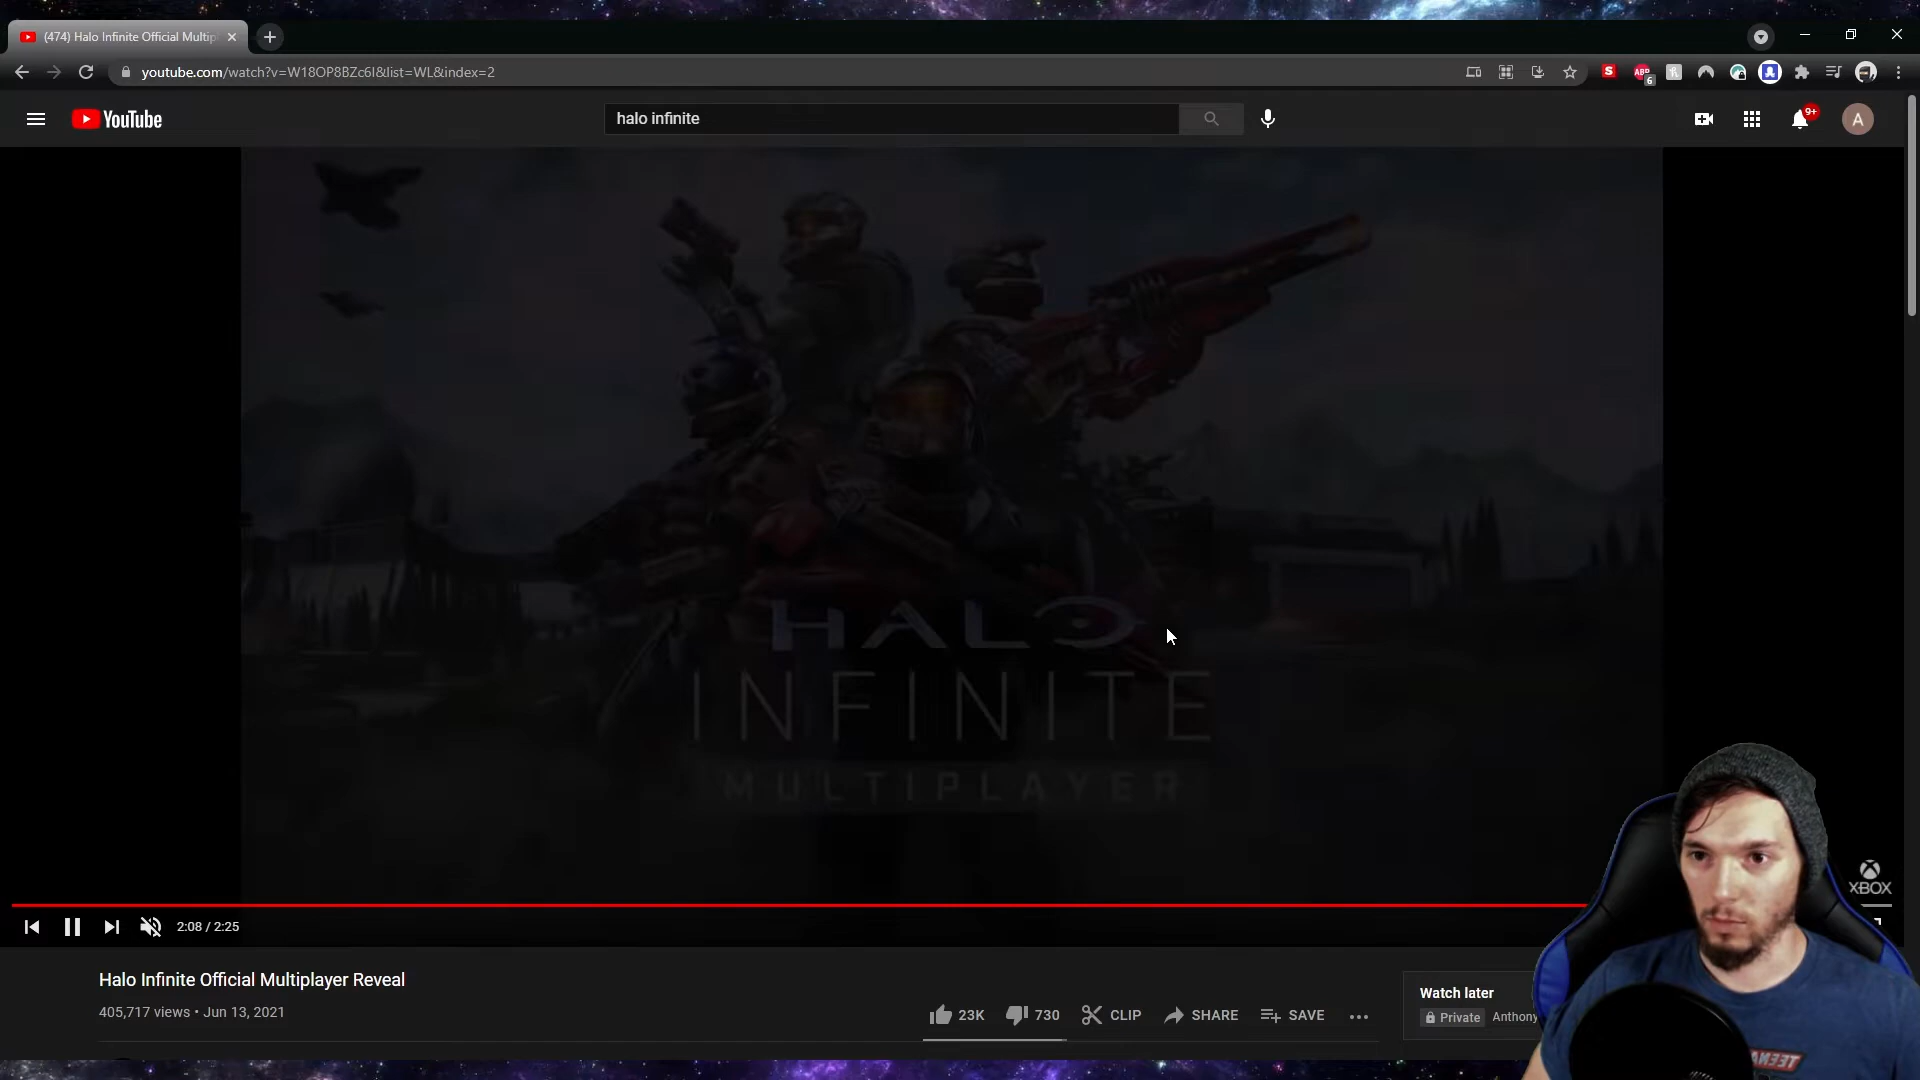 (474) Halo Infinite Official Multip
youtube.com/watch?v=W18OP8BZc6I&list=WL&index=2
S
ABP
6
YouTube
halo infinite
9+
A
HALO
INFINITE
MULTIPLAYER
XBOX
2:08 / 2:25
Halo Infinite Official Multiplayer Reveal
405,717 views • Jun 13, 2021
23K
730
CLIP
SHARE
SAVE
Watch later
Private
Anthony